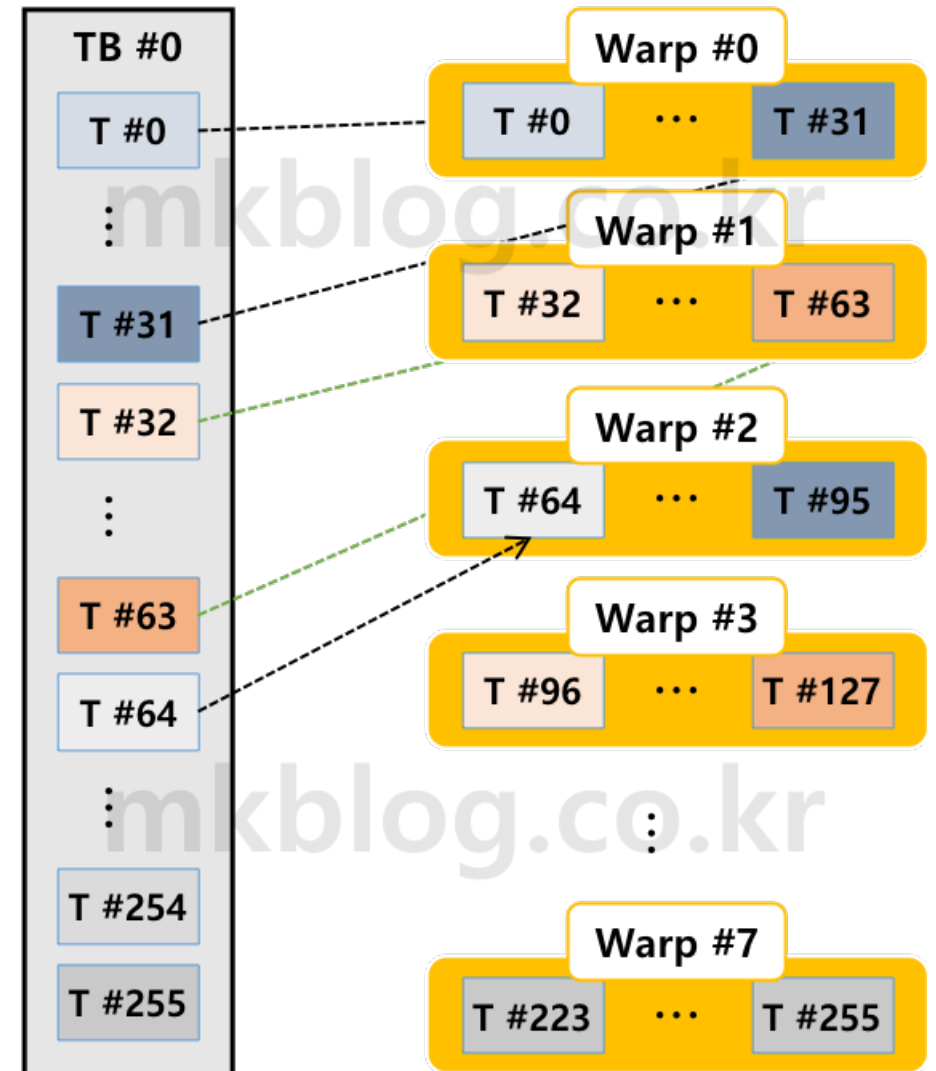 TB #0
T #0
⋮
T #31
T #32
⋮
T #63
T #64
⋮
T #254
T #255
Warp #0
T #0 ⋯ T #31
Warp #1
T #32 ⋯ T #63
Warp #2
T #64 ⋯ T #95
Warp #3
T #96 ⋯ T #127
⋮
Warp #7
T #223 ⋯ T #255
mkblog.co.kr
mkblog.co.kr